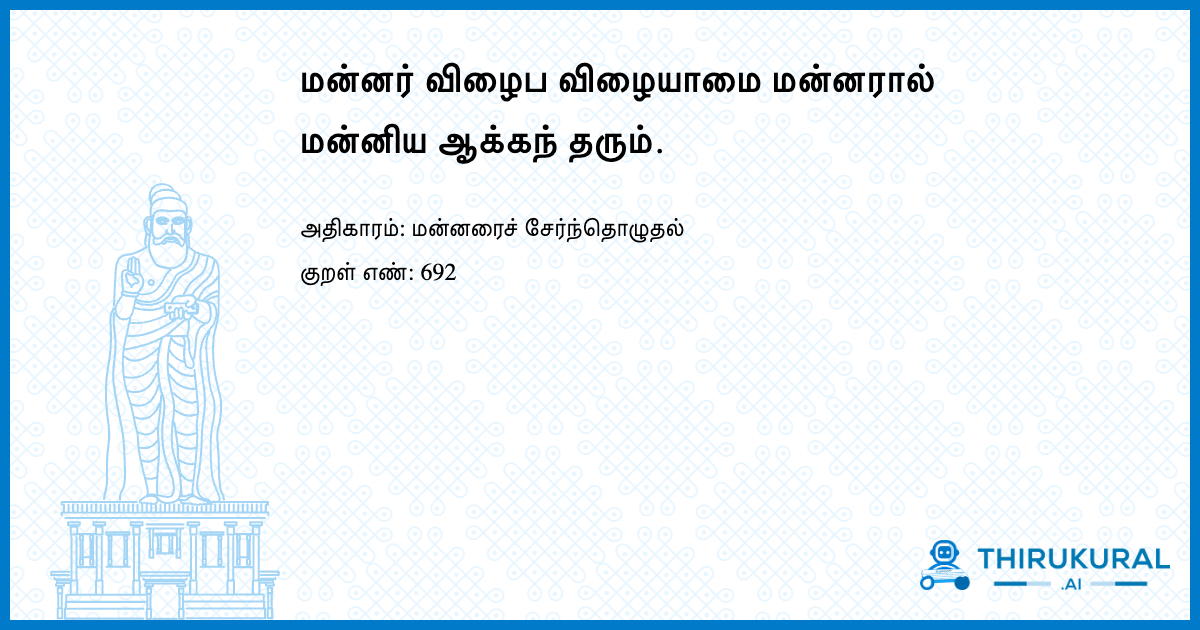 மன்னர் விழைப விழையாமை மன்னரால்
மன்னிய ஆக்கந் தரும்.
அதிகாரம்: மன்னரைச் சேர்ந்தொழுதல்
குறள் எண்: 692
THIRUKURAL
.AI